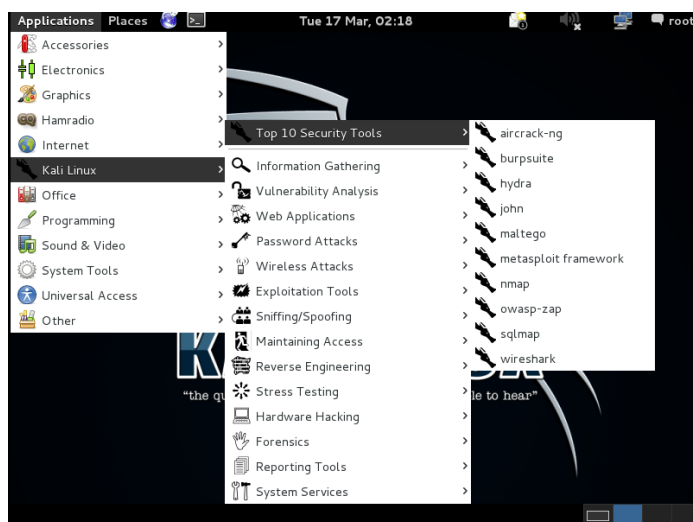 Applications Places Tue 17 Mar, 02:18 root
Accessories
Electronics
Graphics
Hamradio
Internet
Kali Linux
Office
Programming
Sound & Video
System Tools
Universal Access
Other
Top 10 Security Tools
Information Gathering
Vulnerability Analysis
Web Applications
Password Attacks
Wireless Attacks
Exploitation Tools
Sniffing/Spoofing
Maintaining Access
Reverse Engineering
Stress Testing
Hardware Hacking
Forensics
Reporting Tools
System Services
aircrack-ng
burpsuite
hydra
john
maltego
metasploit framework
nmap
owasp-zap
sqlmap
wireshark
"the le to hear"